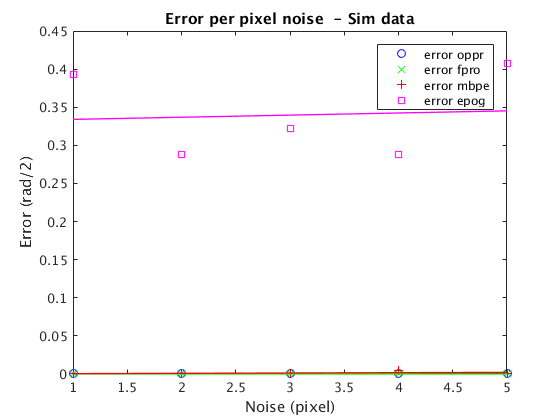 Error per pixel noise - Sim data
0.45
0.4
0.35
0.3
0.25
0.2
0.15
0.1
0.05
0
Error (rad/2)
error oppr
error fpro
error mbpe
error epog
1 1.5 2 2.5 3 3.5 4 4.5 5
Noise (pixel)